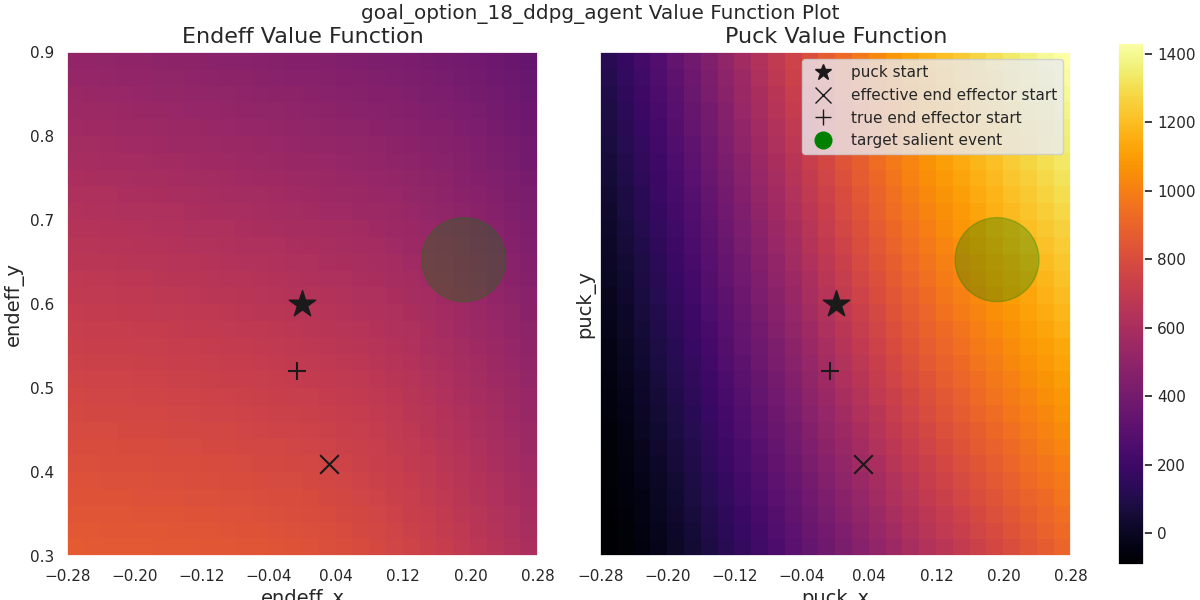 goal_option_18_ddpg_agent Value Function Plot
Endeff Value Function
Puck Value Function
0.9
0.8
0.7
0.6
0.5
0.4
0.3
endeff_y
−0.28 −0.20 −0.12 −0.04 0.04 0.12 0.20 0.28
endeff_x
puck_y
puck start
effective end effector start
true end effector start
target salient event
−0.28 −0.20 −0.12 −0.04 0.04 0.12 0.20 0.28
puck_x
1400
1200
1000
800
600
400
200
0